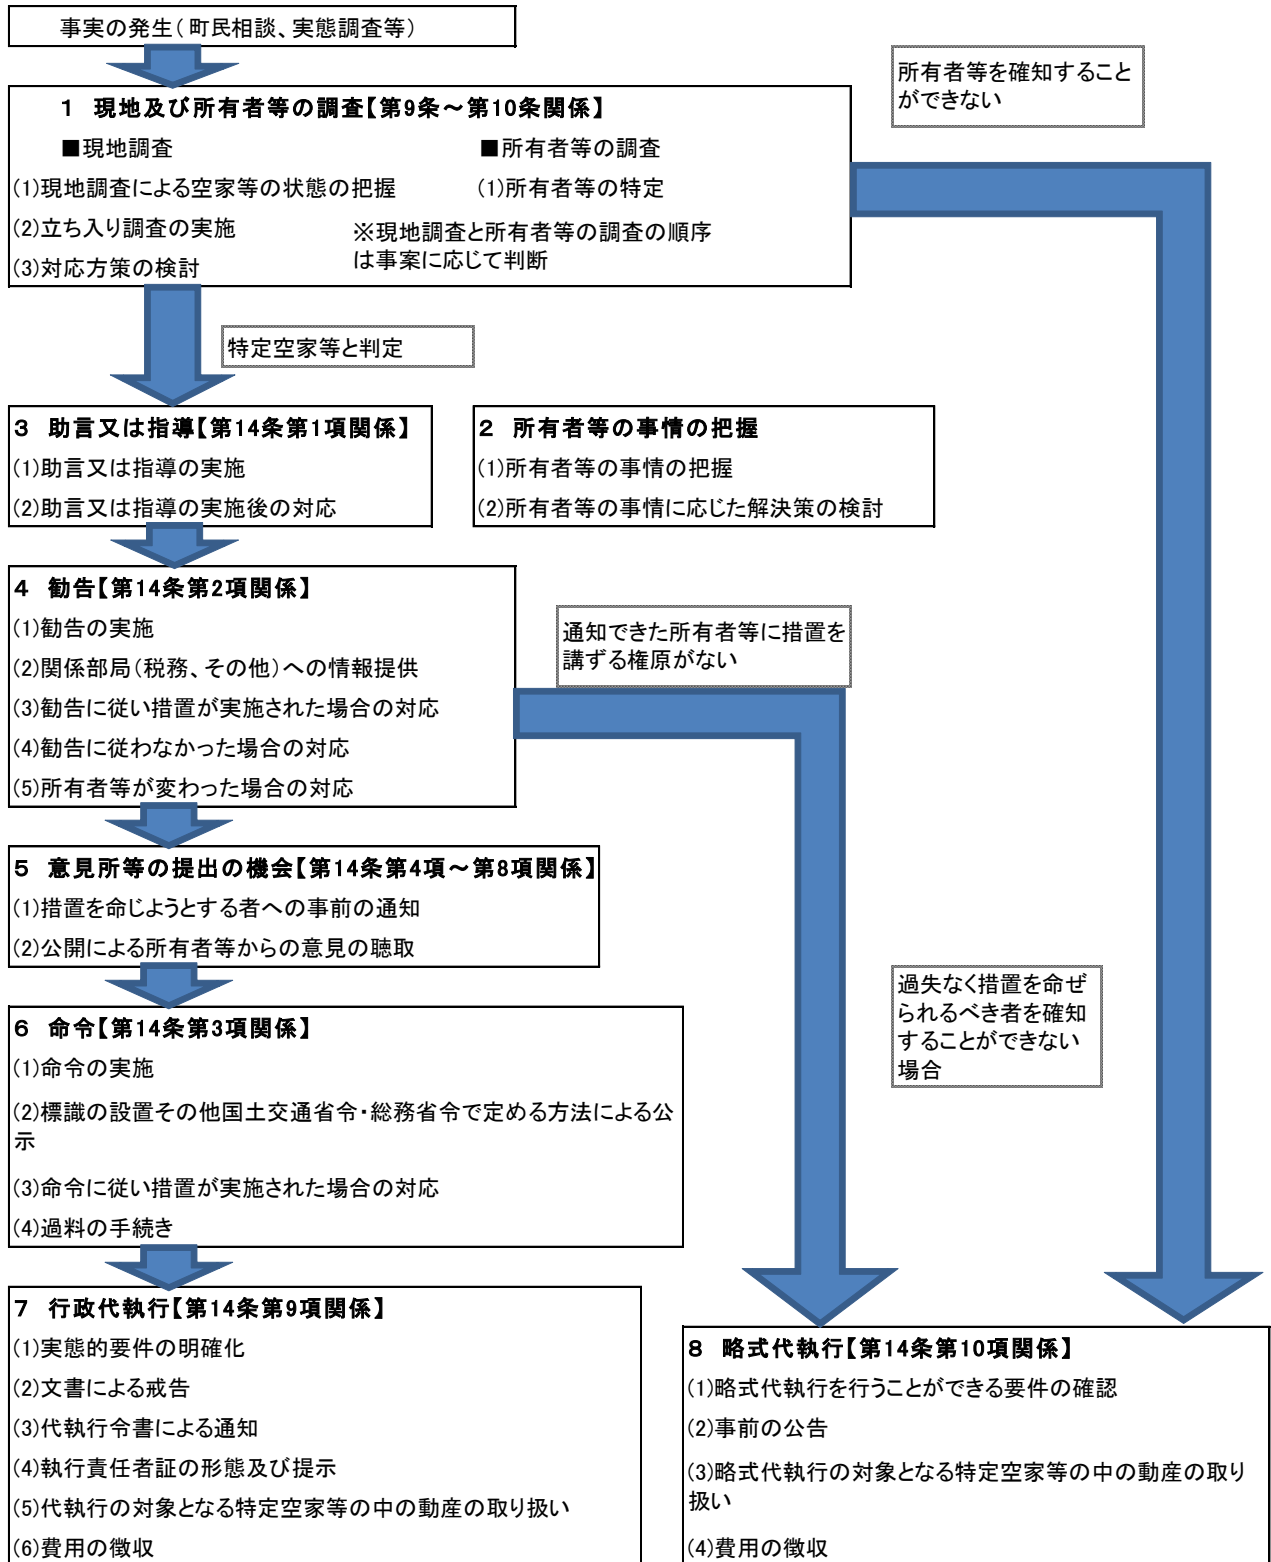 事実の発生（町民相談、実態調査等）
所有者等を確知すること
ができない
１　現地及び所有者等の調査【第9条～第10条関係】
■現地調査
■所有者等の調査
(1)現地調査による空家等の状態の把握
(1)所有者等の特定
(2)立ち入り調査の実施
※現地調査と所有者等の調査の順序
は事案に応じて判断
(3)対応方策の検討
特定空家等と判定
３　助言又は指導【第14条第1項関係】
(1)助言又は指導の実施
(2)助言又は指導の実施後の対応
２　所有者等の事情の把握
(1)所有者等の事情の把握
(2)所有者等の事情に応じた解決策の検討
４　勧告【第14条第2項関係】
(1)勧告の実施
(2)関係部局（税務、その他）への情報提供
(3)勧告に従い措置が実施された場合の対応
(4)勧告に従わなかった場合の対応
(5)所有者等が変わった場合の対応
通知できた所有者等に措置を
講ずる権原がない
５　意見所等の提出の機会【第14条第4項～第8項関係】
(1)措置を命じようとする者への事前の通知
(2)公開による所有者等からの意見の聴取
過失なく措置を命ぜ
られるべき者を確知
することができない
場合
６　命令【第14条第3項関係】
(1)命令の実施
(2)標識の設置その他国土交通省令・総務省令で定める方法による公
示
(3)命令に従い措置が実施された場合の対応
(4)過料の手続き
７　行政代執行【第14条第9項関係】
(1)実態的要件の明確化
(2)文書による戒告
(3)代執行令書による通知
(4)執行責任者証の形態及び提示
(5)代執行の対象となる特定空家等の中の動産の取り扱い
(6)費用の徴収
８　略式代執行【第14条第10項関係】
(1)略式代執行を行うことができる要件の確認
(2)事前の公告
(3)略式代執行の対象となる特定空家等の中の動産の取り
扱い
(4)費用の徴収